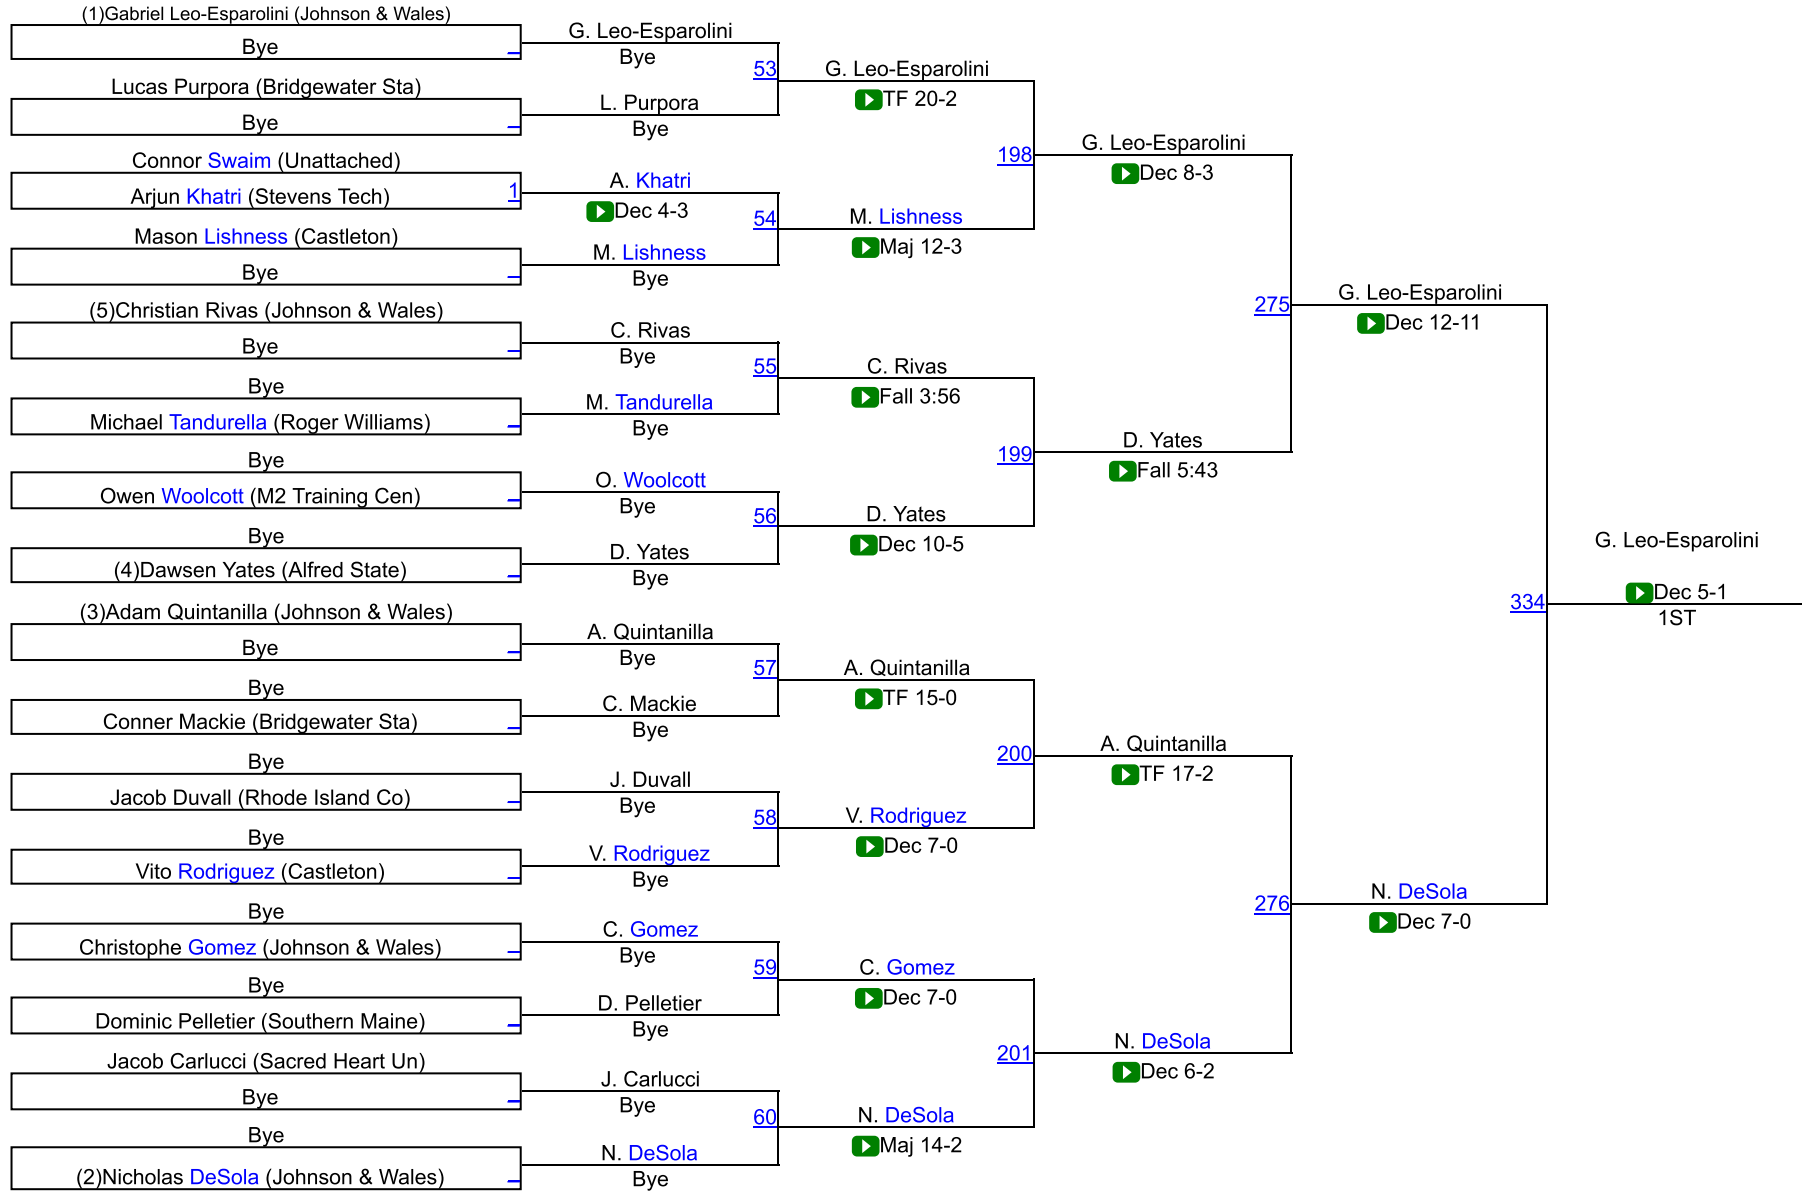 (1)Gabriel Leo-Esparolini (Johnson & Wales)
Bye
Lucas Purpora (Bridgewater Sta)
Bye
Connor Swaim (Unattached)
Arjun Khatri (Stevens Tech) 1
Mason Lishness (Castleton)
Bye
(5)Christian Rivas (Johnson & Wales)
Bye
Bye
Michael Tandurella (Roger Williams)
Bye
Owen Woolcott (M2 Training Cen)
Bye
(4)Dawsen Yates (Alfred State)
(3)Adam Quintanilla (Johnson & Wales)
Bye
Bye
Conner Mackie (Bridgewater Sta)
Bye
Jacob Duvall (Rhode Island Co)
Bye
Vito Rodriguez (Castleton)
Bye
Christophe Gomez (Johnson & Wales)
Bye
Dominic Pelletier (Southern Maine)
Jacob Carlucci (Sacred Heart Un)
Bye
Bye
(2)Nicholas DeSola (Johnson & Wales)
G. Leo-Esparolini
Bye
53
L. Purpora
Bye
A. Khatri
Dec 4-3
54
M. Lishness
Bye
C. Rivas
Bye
55
M. Tandurella
Bye
O. Woolcott
Bye
56
D. Yates
Bye
A. Quintanilla
Bye
57
C. Mackie
Bye
J. Duvall
Bye
58
V. Rodriguez
Bye
C. Gomez
Bye
59
D. Pelletier
Bye
J. Carlucci
Bye
60
N. DeSola
Bye
G. Leo-Esparolini
TF 20-2
198
M. Lishness
Maj 12-3
C. Rivas
Fall 3:56
199
D. Yates
Dec 10-5
A. Quintanilla
TF 15-0
200
V. Rodriguez
Dec 7-0
C. Gomez
Dec 7-0
201
N. DeSola
Maj 14-2
G. Leo-Esparolini
Dec 8-3
275
D. Yates
Fall 5:43
A. Quintanilla
TF 17-2
276
N. DeSola
Dec 6-2
G. Leo-Esparolini
Dec 12-11
334
N. DeSola
Dec 7-0
G. Leo-Esparolini
Dec 5-1
1ST